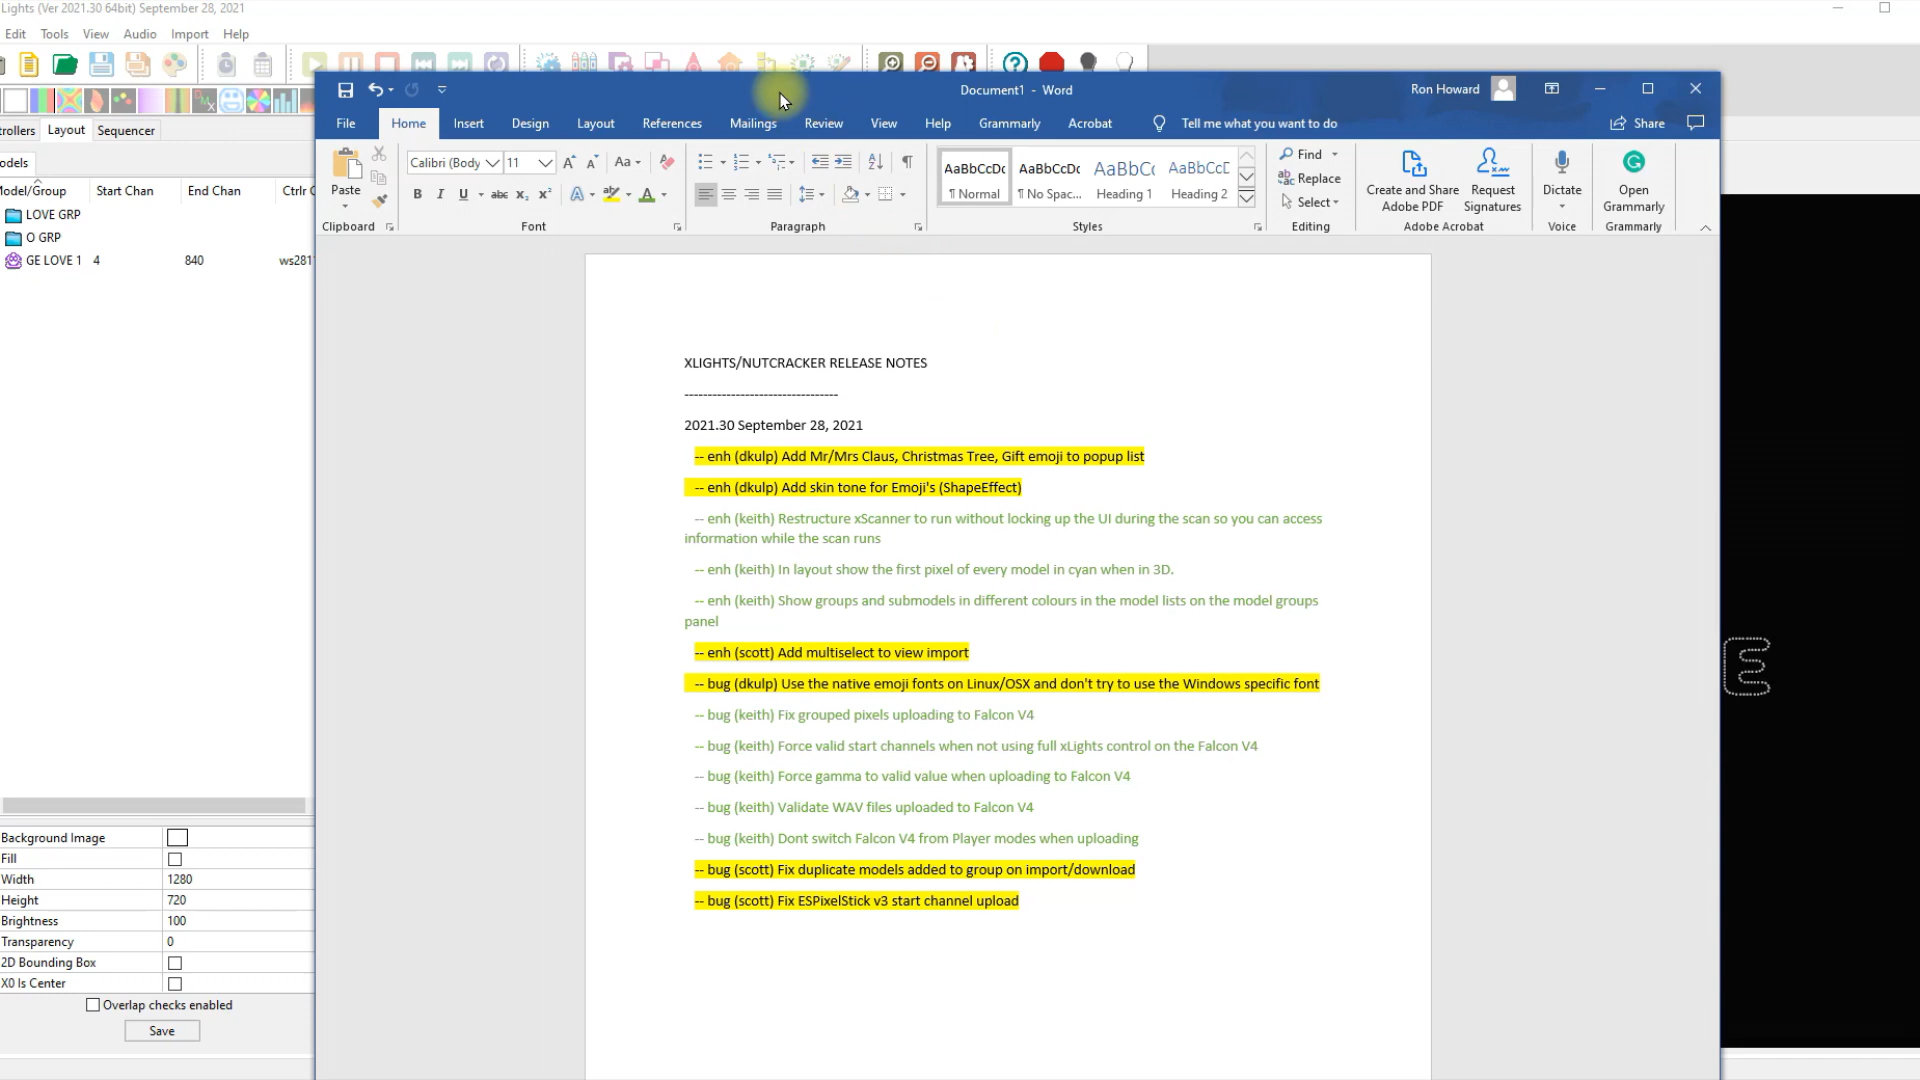 Lights (Ver 2021.30 64bit) September 28, 2021
Edit Tools View Audio Import Help
Document1 - Word
Ron Howard
trollers Layout Sequencer
File Home Insert Design Layout References Mailings Review View Help Grammarly Acrobat Tell me what you want to do Share
odels
Model/Group Start Chan End Chan Ctrlr C
LOVE GRP
O GRP
GE LOVE 1 4 840 ws281
Paste
Calibri (Body 11
Aa
B I U abc X₂ X²
AaBbCcDc AaBbCcDc AaBbCc AaBbCcD
¶ Normal ¶ No Spac... Heading 1 Heading 2
Find
Replace
Select
Create and Share Adobe PDF
Request Signatures
Dictate
Open Grammarly
Clipboard Font Paragraph Styles Editing Adobe Acrobat Voice Grammarly
XLIGHTS/NUTCRACKER RELEASE NOTES
---------------------------------
2021.30 September 28, 2021
-- enh (dkulp) Add Mr/Mrs Claus, Christmas Tree, Gift emoji to popup list
-- enh (dkulp) Add skin tone for Emoji's (ShapeEffect)
-- enh (keith) Restructure xScanner to run without locking up the UI during the scan so you can access
information while the scan runs
-- enh (keith) In layout show the first pixel of every model in cyan when in 3D.
-- enh (keith) Show groups and submodels in different colours in the model lists on the model groups
panel
-- enh (scott) Add multiselect to view import
-- bug (dkulp) Use the native emoji fonts on Linux/OSX and don't try to use the Windows specific font
-- bug (keith) Fix grouped pixels uploading to Falcon V4
-- bug (keith) Force valid start channels when not using full xLights control on the Falcon V4
-- bug (keith) Force gamma to valid value when uploading to Falcon V4
-- bug (keith) Validate WAV files uploaded to Falcon V4
-- bug (keith) Dont switch Falcon V4 from Player modes when uploading
-- bug (scott) Fix duplicate models added to group on import/download
-- bug (scott) Fix ESPixelStick v3 start channel upload
E
Background Image
Fill
Width 1280
Height 720
Brightness 100
Transparency 0
2D Bounding Box
X0 Is Center
Overlap checks enabled
Save